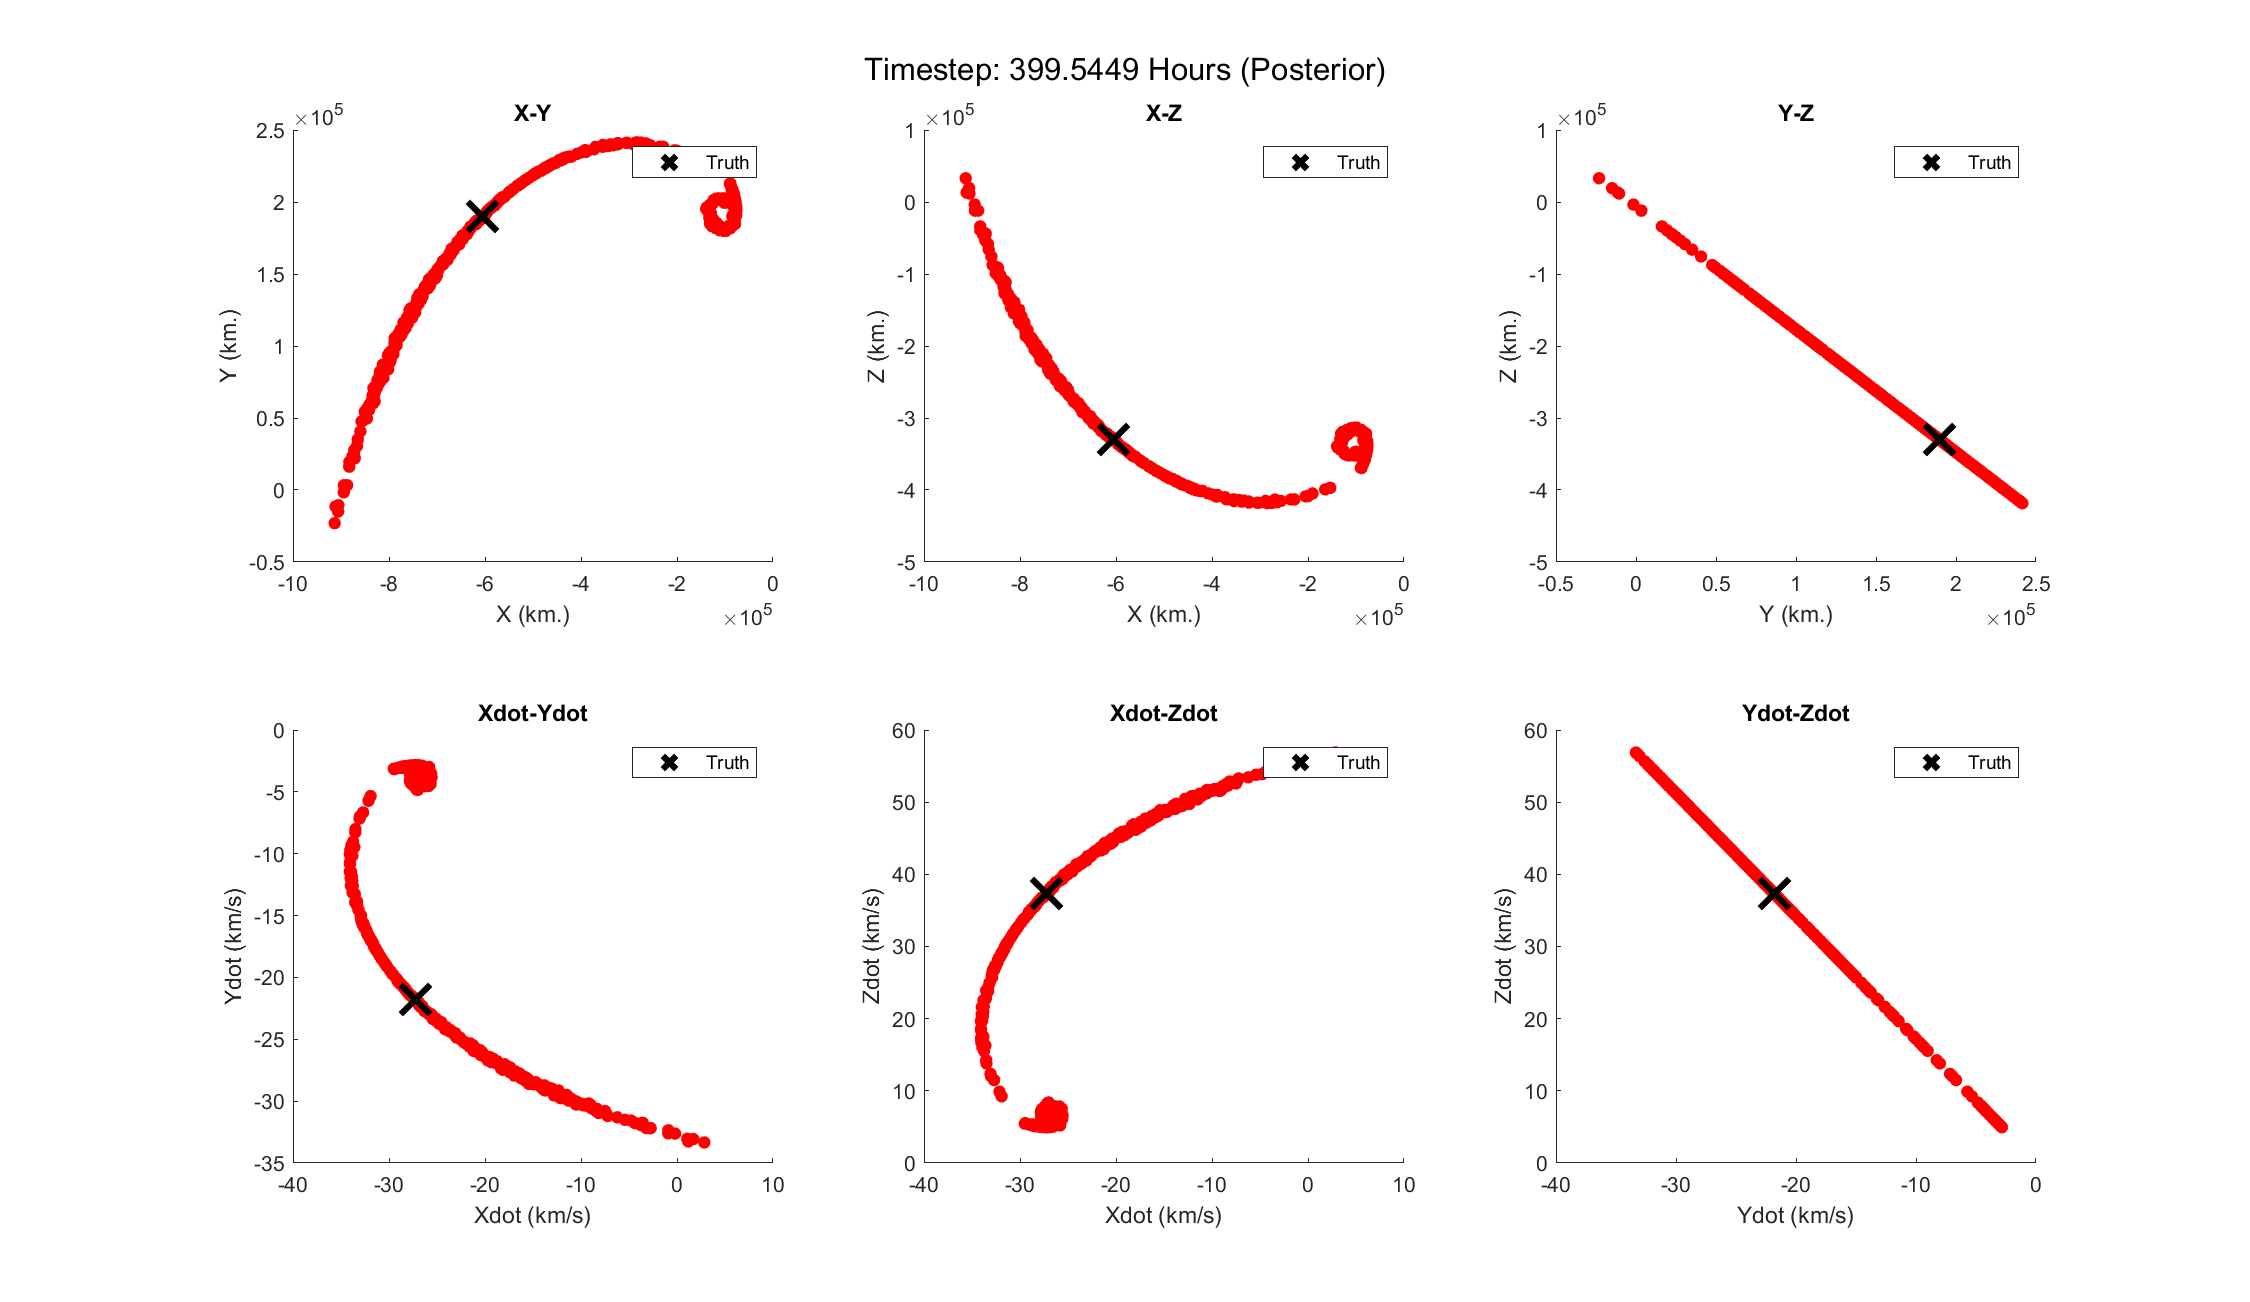 Timestep: 399.5449 Hours (Posterior)
X-Y
×10^5
2.5
2
1.5
1
0.5
0
-0.5
Y (km.)
-10 -8 -6 -4 -2 0
X (km.)
×10^5
Truth
X-Z
×10^5
1
0
-1
-2
-3
-4
-5
Z (km.)
-10 -8 -6 -4 -2 0
X (km.)
×10^5
Truth
Y-Z
×10^5
1
0
-1
-2
-3
-4
-5
Z (km.)
-0.5 0 0.5 1 1.5 2 2.5
Y (km.)
×10^5
Truth
Xdot-Ydot
0
-5
-10
-15
-20
-25
-30
-35
Ydot (km/s)
-40 -30 -20 -10 0 10
Xdot (km/s)
Truth
Xdot-Zdot
60
50
40
30
20
10
0
Zdot (km/s)
-40 -30 -20 -10 0 10
Xdot (km/s)
Truth
Ydot-Zdot
60
50
40
30
20
10
0
Zdot (km/s)
-40 -30 -20 -10 0
Ydot (km/s)
Truth